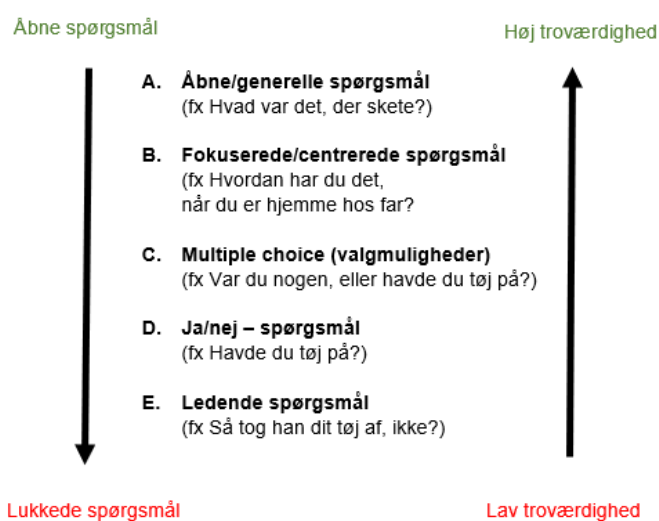 Åbne spørgsmål
Høj troværdighed
A. Åbne/generelle spørgsmål
(fx Hvad var det, der skete?)
B. Fokuserede/centrerede spørgsmål
(fx Hvordan har du det,
når du er hjemme hos far?
C. Multiple choice (valgmuligheder)
(fx Var du nogen, eller havde du tøj på?)
D. Ja/nej – spørgsmål
(fx Havde du tøj på?)
E. Ledende spørgsmål
(fx Så tog han dit tøj af, ikke?)
Lukkede spørgsmål
Lav troværdighed